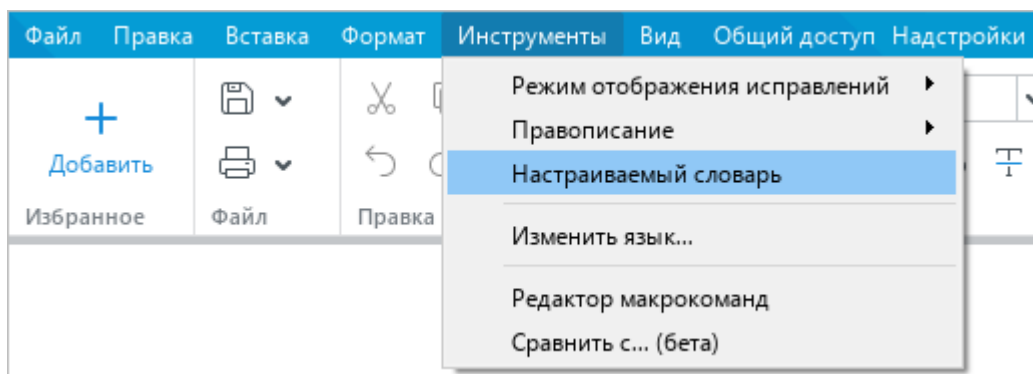 Файл Правка Вставка Формат Инструменты Вид Общий доступ Надстройки
Режим отображения исправлений
Правописание
Добавить
Настраиваемый словарь
Избранное Файл Правка
Изменить язык...
Редактор макрокоманд
Сравнить с... (бета)